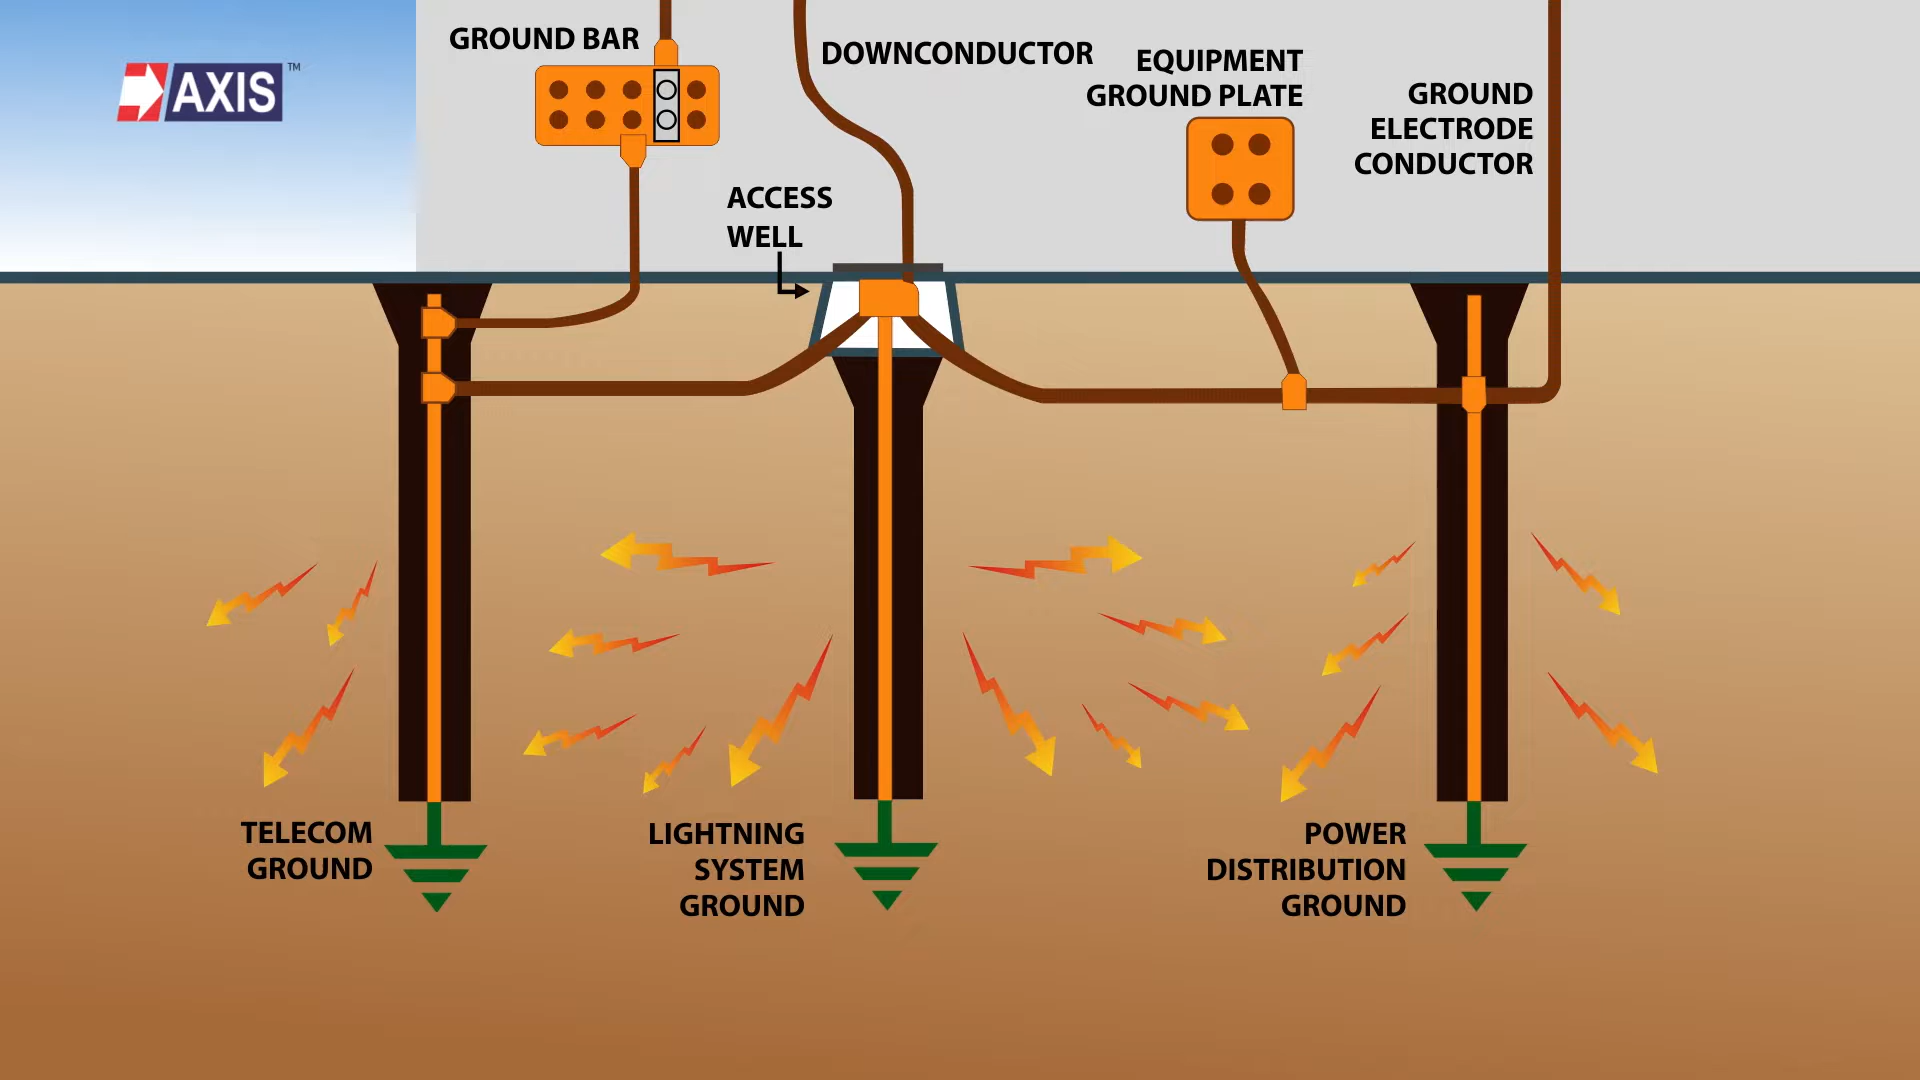 AXIS™
GROUND BAR
DOWNCONDUCTOR
EQUIPMENT
GROUND PLATE
GROUND
ELECTRODE
CONDUCTOR
ACCESS
WELL
TELECOM
GROUND
LIGHTNING
SYSTEM
GROUND
POWER
DISTRIBUTION
GROUND